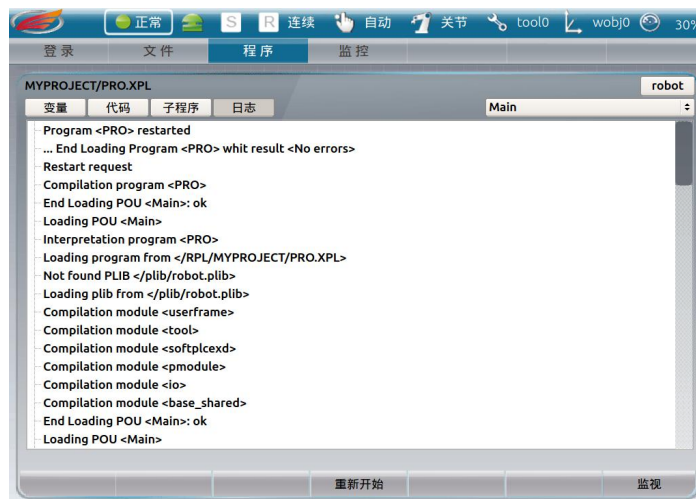 正常 S R 连续 自动 关节 tool0 wobj0 30%
登录 文件 程序 监控
MYPROJECT/PRO.XPL robot
变量 代码 子程序 日志 Main
Program <PRO> restarted
... End Loading Program <PRO> whit result <No errors>
Restart request
Compilation program <PRO>
End Loading POU <Main>: ok
Loading POU <Main>
Interpretation program <PRO>
Loading program from </RPL/MYPROJECT/PRO.XPL>
Not found PLIB </plib/robot.plib>
Loading plib from </plib/robot.plib>
Compilation module <userframe>
Compilation module <tool>
Compilation module <softplcexd>
Compilation module <pmodule>
Compilation module <io>
Compilation module <base_shared>
End Loading POU <Main>: ok
Loading POU <Main>
重新开始 监视